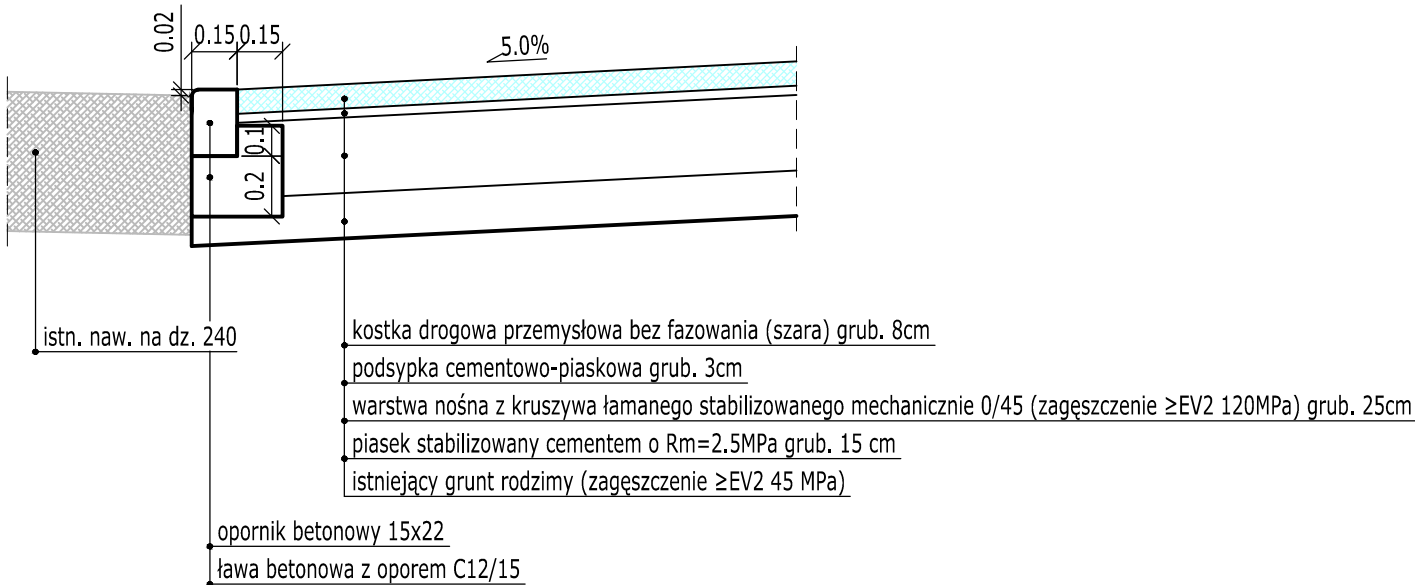 0.02
0.15 0.15
5.0%
0.1
0.2
istn. naw. na dz. 240
kostka drogowa przemysłowa bez fazowania (szara) grub. 8cm
podsypka cementowo-piaskowa grub. 3cm
warstwa nośna z kruszywa łamanego stabilizowanego mechanicznie 0/45 (zagęszczenie ≥EV2 120MPa) grub. 25cm
piasek stabilizowany cementem o Rm=2.5MPa grub. 15 cm
istniejący grunt rodzimy (zagęszczenie ≥EV2 45 MPa)
opornik betonowy 15x22
ława betonowa z oporem C12/15